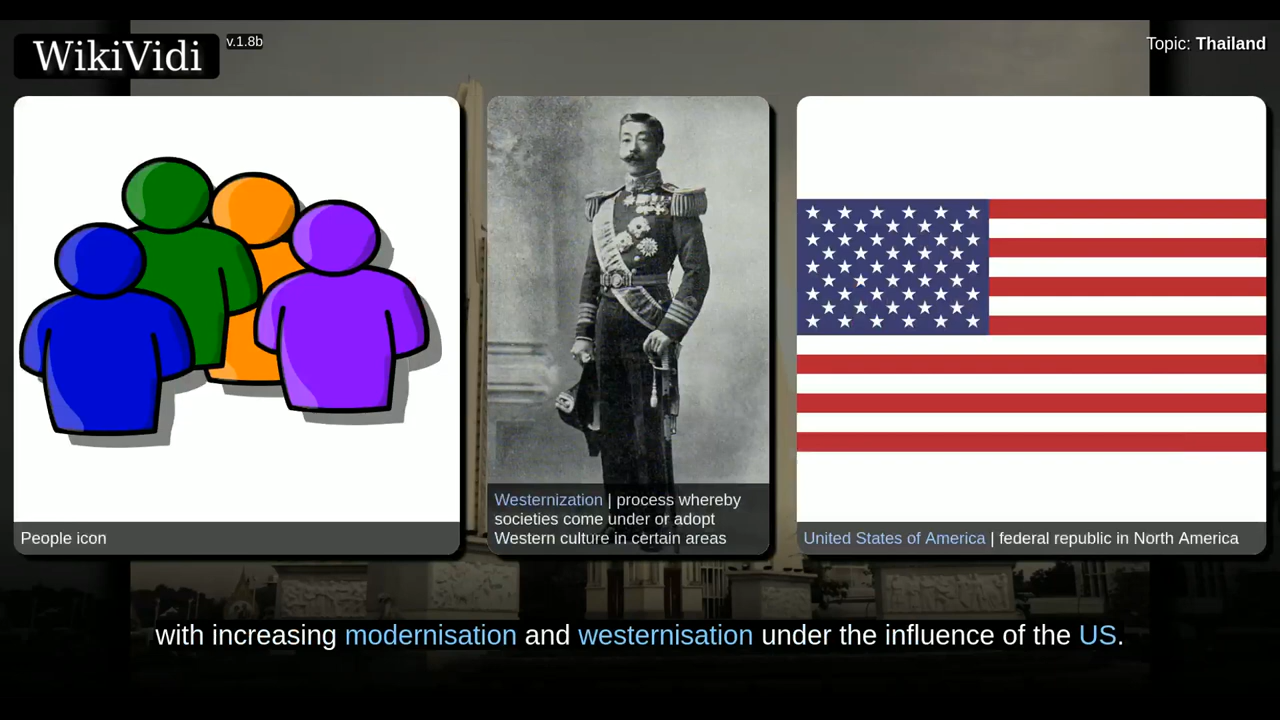 WikiVidi
v.1.8b
Topic: Thailand
People icon
Westernization | process whereby
societies come under or adopt
Western culture in certain areas
United States of America | federal republic in North America
with increasing modernisation and westernisation under the influence of the US.